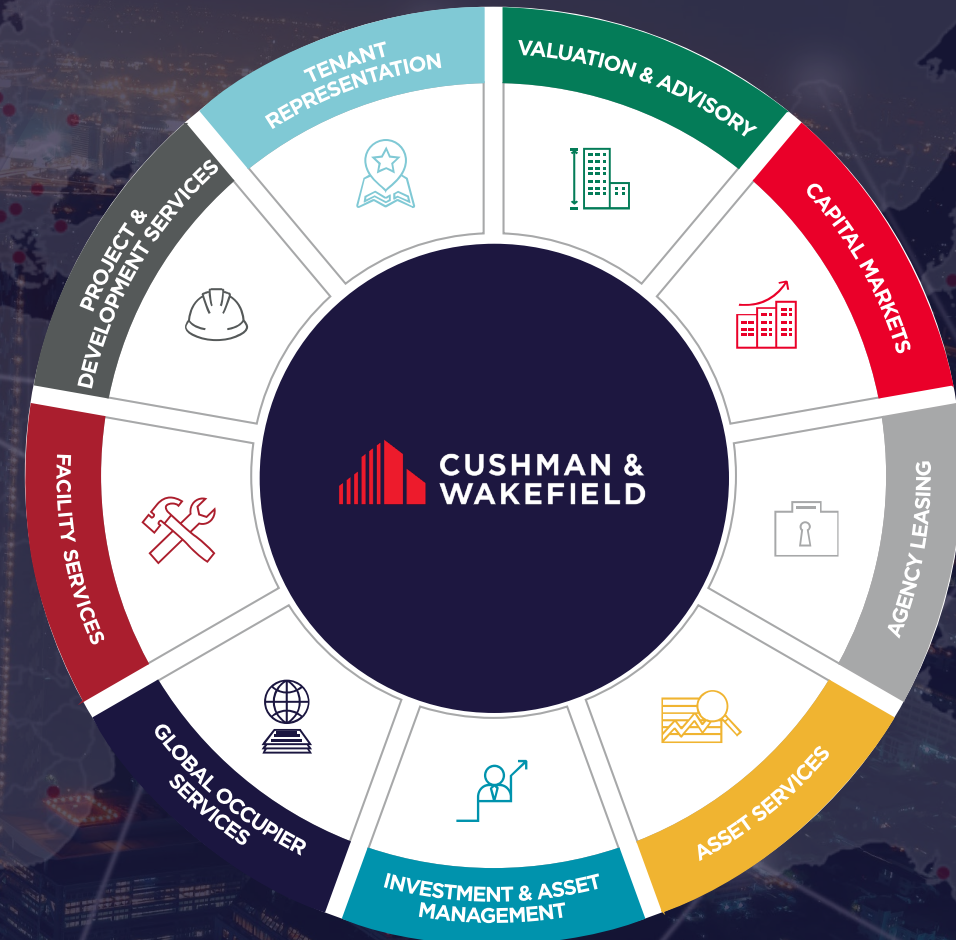 TENANT
REPRESENTATION
VALUATION & ADVISORY
CAPITAL MARKETS
AGENCY LEASING
ASSET SERVICES
INVESTMENT & ASSET
MANAGEMENT
GLOBAL OCCUPIER
SERVICES
FACILITY SERVICES
PROJECT &
DEVELOPMENT SERVICES
CUSHMAN &
WAKEFIELD